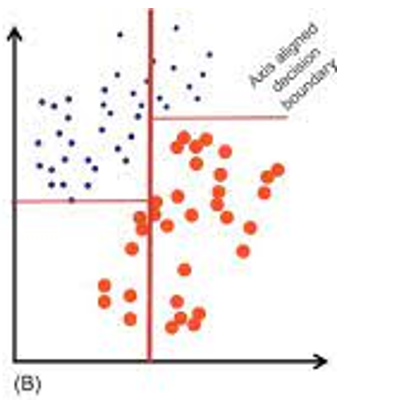 Axis aligned
decision
boundary
(B)